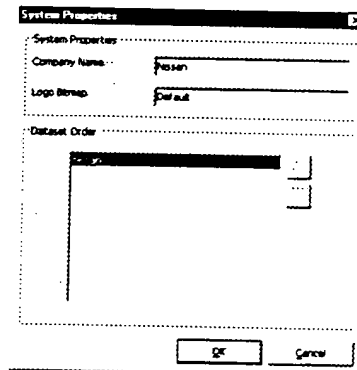 System Properties
System Properties
Company Name
Nissan
Logo Bitmap
Default
Dataset Order
OK
Cancel